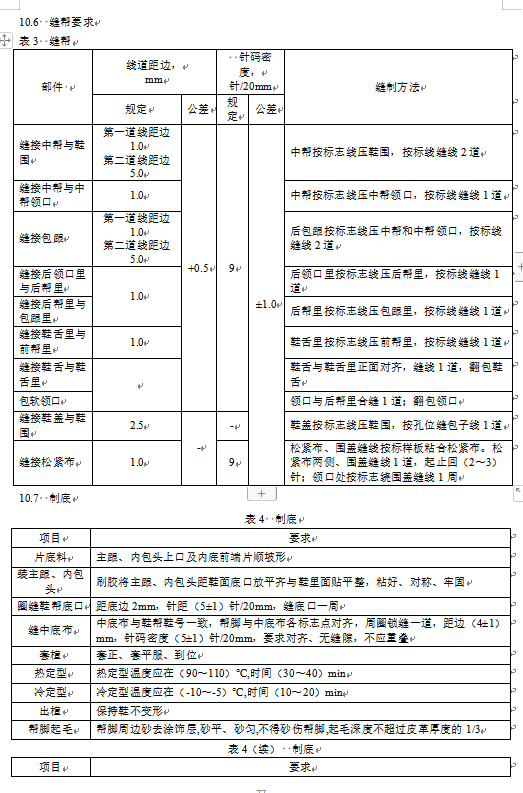 10.6 缝帮要求
表 3 缝帮
部件
线道距边，
mm
针码密
度，
针/20mm
缝制方法
规定
公差
规
定
公差
缝接中帮与鞋
围
第一道线距边
1.0
第二道线距边
5.0
+0.5
9
±1.0
中帮按标志线压鞋围，按标线缝线 2 道
缝接中帮与中
帮领口
1.0
中帮按标志线压中帮领口，按标线缝线 1 道
缝接包跟
第一道线距边
1.0
第二道线距边
5.0
后包跟按标志线压中帮和中帮领口，按标线
缝线 2 道
缝接后领口里
与后帮里
1.0
后领口里按标志线压后帮里，按标线缝线 1
道
缝接后帮里与
包跟里
后帮里按标志线压包跟里，按标线缝线 1 道
缝接鞋舌里与
前帮里
1.0
鞋舌里按标志线压前帮里，按标线缝线 1 道
缝接鞋舌与鞋
舌里
鞋舌与鞋舌里正面对齐，缝线 1 道，翻包鞋
舌
包软领口
领口与后帮里合缝 1 道；翻包领口
缝接鞋盖与鞋
围
2.5
-
-
鞋盖按标志线压鞋围，按孔位缝包子线 1 道
缝接松紧布
1.0
9
松紧布、围盖缝线按标样板粘合松紧布。松
紧布两侧、围盖缝线 1 道，起止回（2～3）
针；领口处按标志线围盖缝线 1 周
10.7 制底
表 4 制底
项目
要求
片底料
主跟、内包头上口及内底前端片顺坡形
装主跟、内包
头
刷胶将主跟、内包头距鞋面底口放平齐与鞋里面贴平整，粘好、对称、牢固
圈缝鞋帮底口
距底边 2mm，针距（5±1）针/20mm，缝底口一周
缝中底布
中底布与鞋帮鞋号一致，帮脚与中底布各标志点对齐，周圈锁缝一道，距边（4±1）
mm，针码密度（5±1）针/20mm，要求对齐、无缝隙，不应重叠
套楦
套正、套平服、到位
热定型
热定型温度应在（90～110）℃,时间（30～40）min
冷定型
冷定型温度应在（-10～-5）℃,时间（10～20）min
出楦
保持鞋不变形
帮脚起毛
帮脚周边砂去涂饰层,砂平、砂匀,不得砂伤帮脚,起毛深度不超过皮革厚度的 1/3
表 4（续） 制底
项目
要求
77